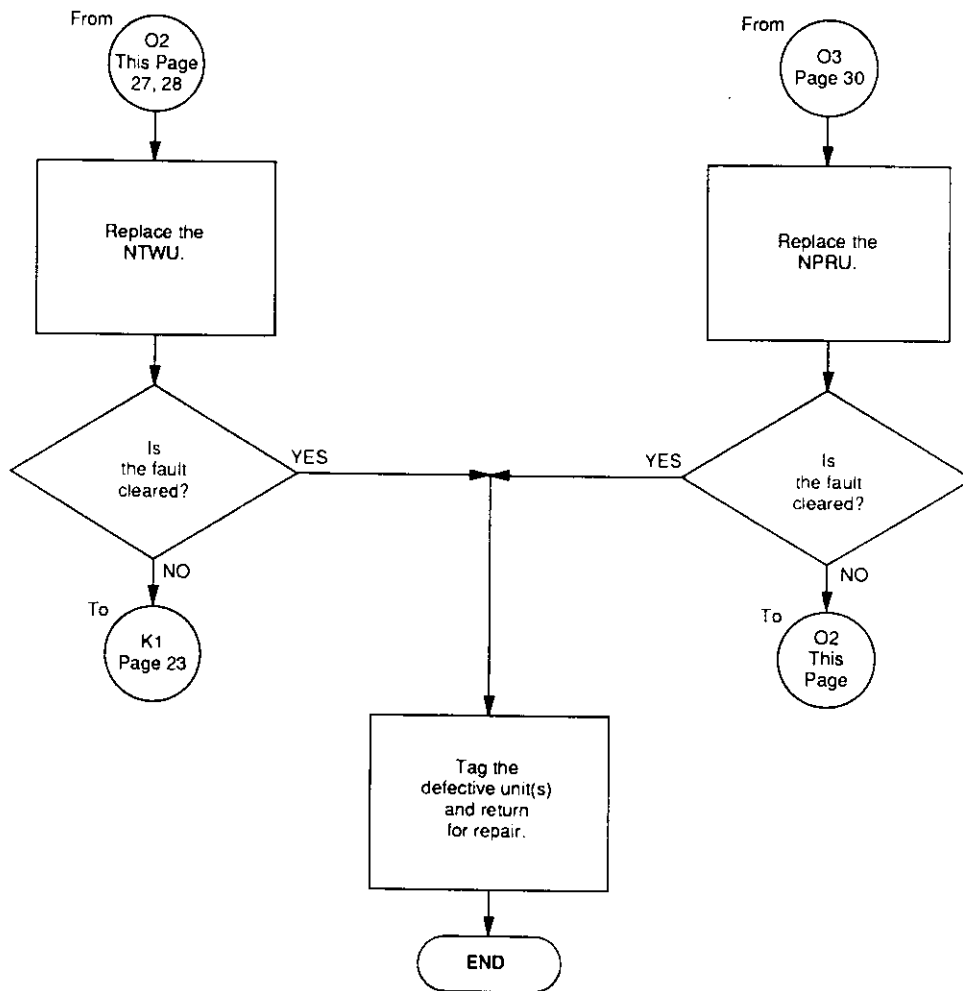 From
O2
This Page
27, 28
Replace the
NTWU.
Is
the fault
cleared?
YES
NO
To
K1
Page 23
From
O3
Page 30
Replace the
NPRU.
Is
the fault
cleared?
YES
NO
To
O2
This
Page
Tag the
defective unit(s)
and return
for repair.
END